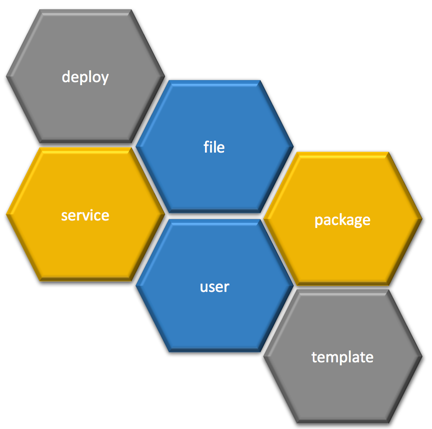 deploy
file
service
package
user
template